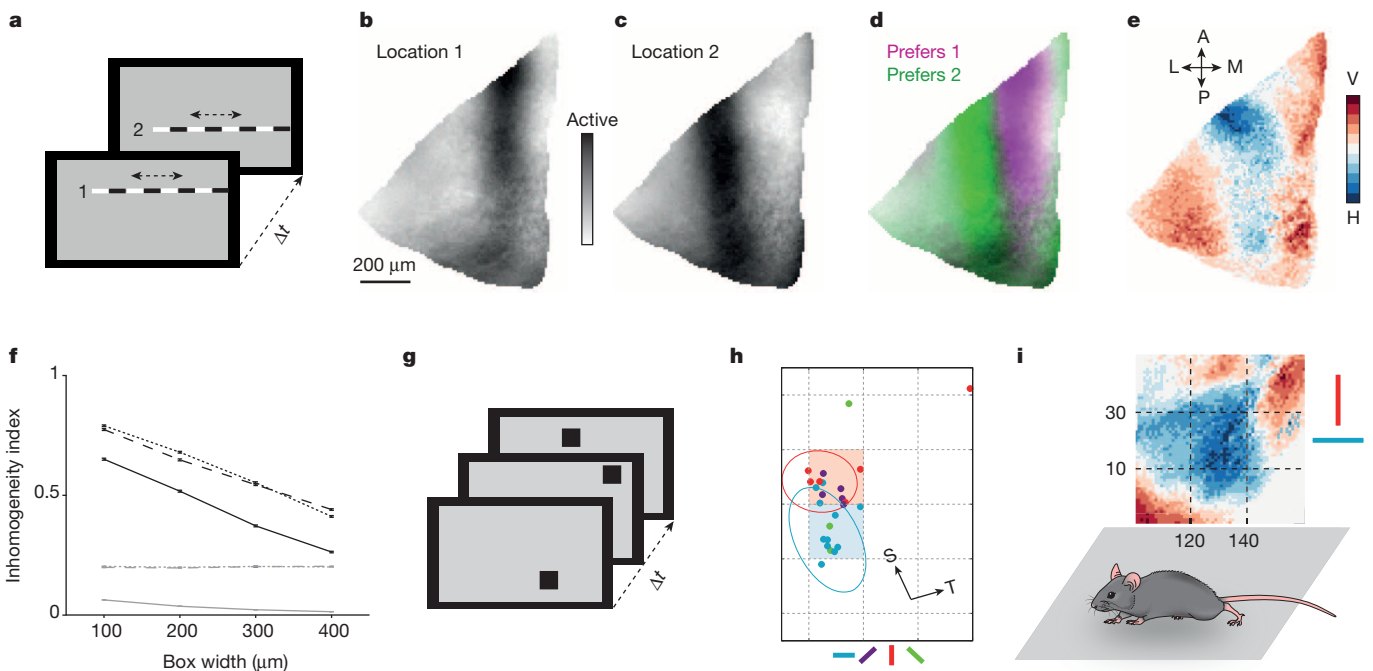 a
2
1
Δt
b
Location 1
Active
200 μm
c
Location 2
d
Prefers 1
Prefers 2
e
A
L M
P
V
H
f
Inhomogeneity index
1
0.5
0
100 200 300 400
Box width (μm)
g
Δt
h
S
T
i
30
10
120 140